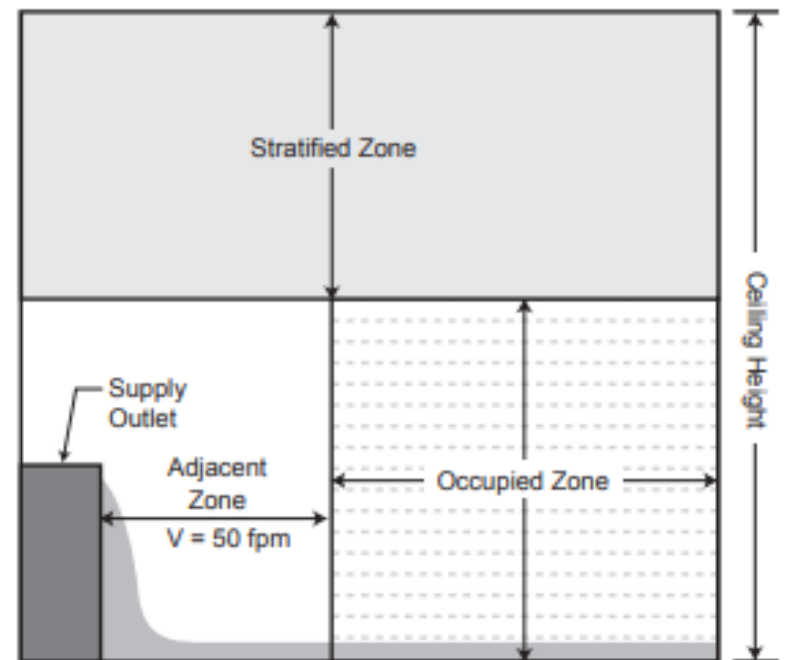 Stratified Zone
Ceiling Height
Supply
Outlet
Adjacent
Zone
V = 50 fpm
Occupied Zone